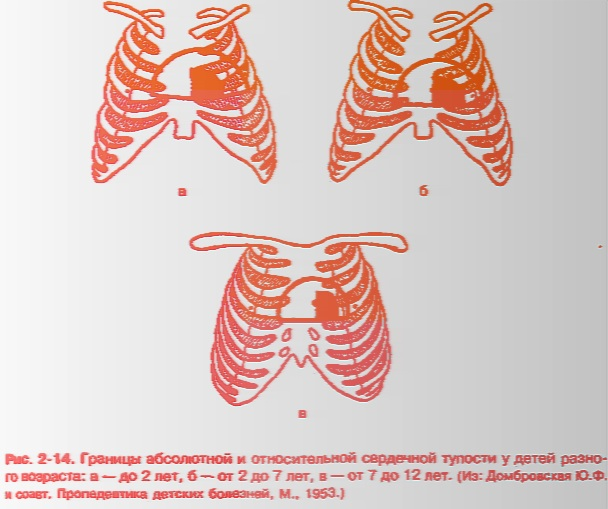 а
б
в
Рис. 2-14. Границы абсолютной и относительной сердечной тупости у детей разно-
го возраста: а — до 2 лет, б — от 2 до 7 лет, в — от 7 до 12 лет. (Из: Домбровская Ю.Ф.
и соавт. Пропедевтика детских болезней, М., 1953.)